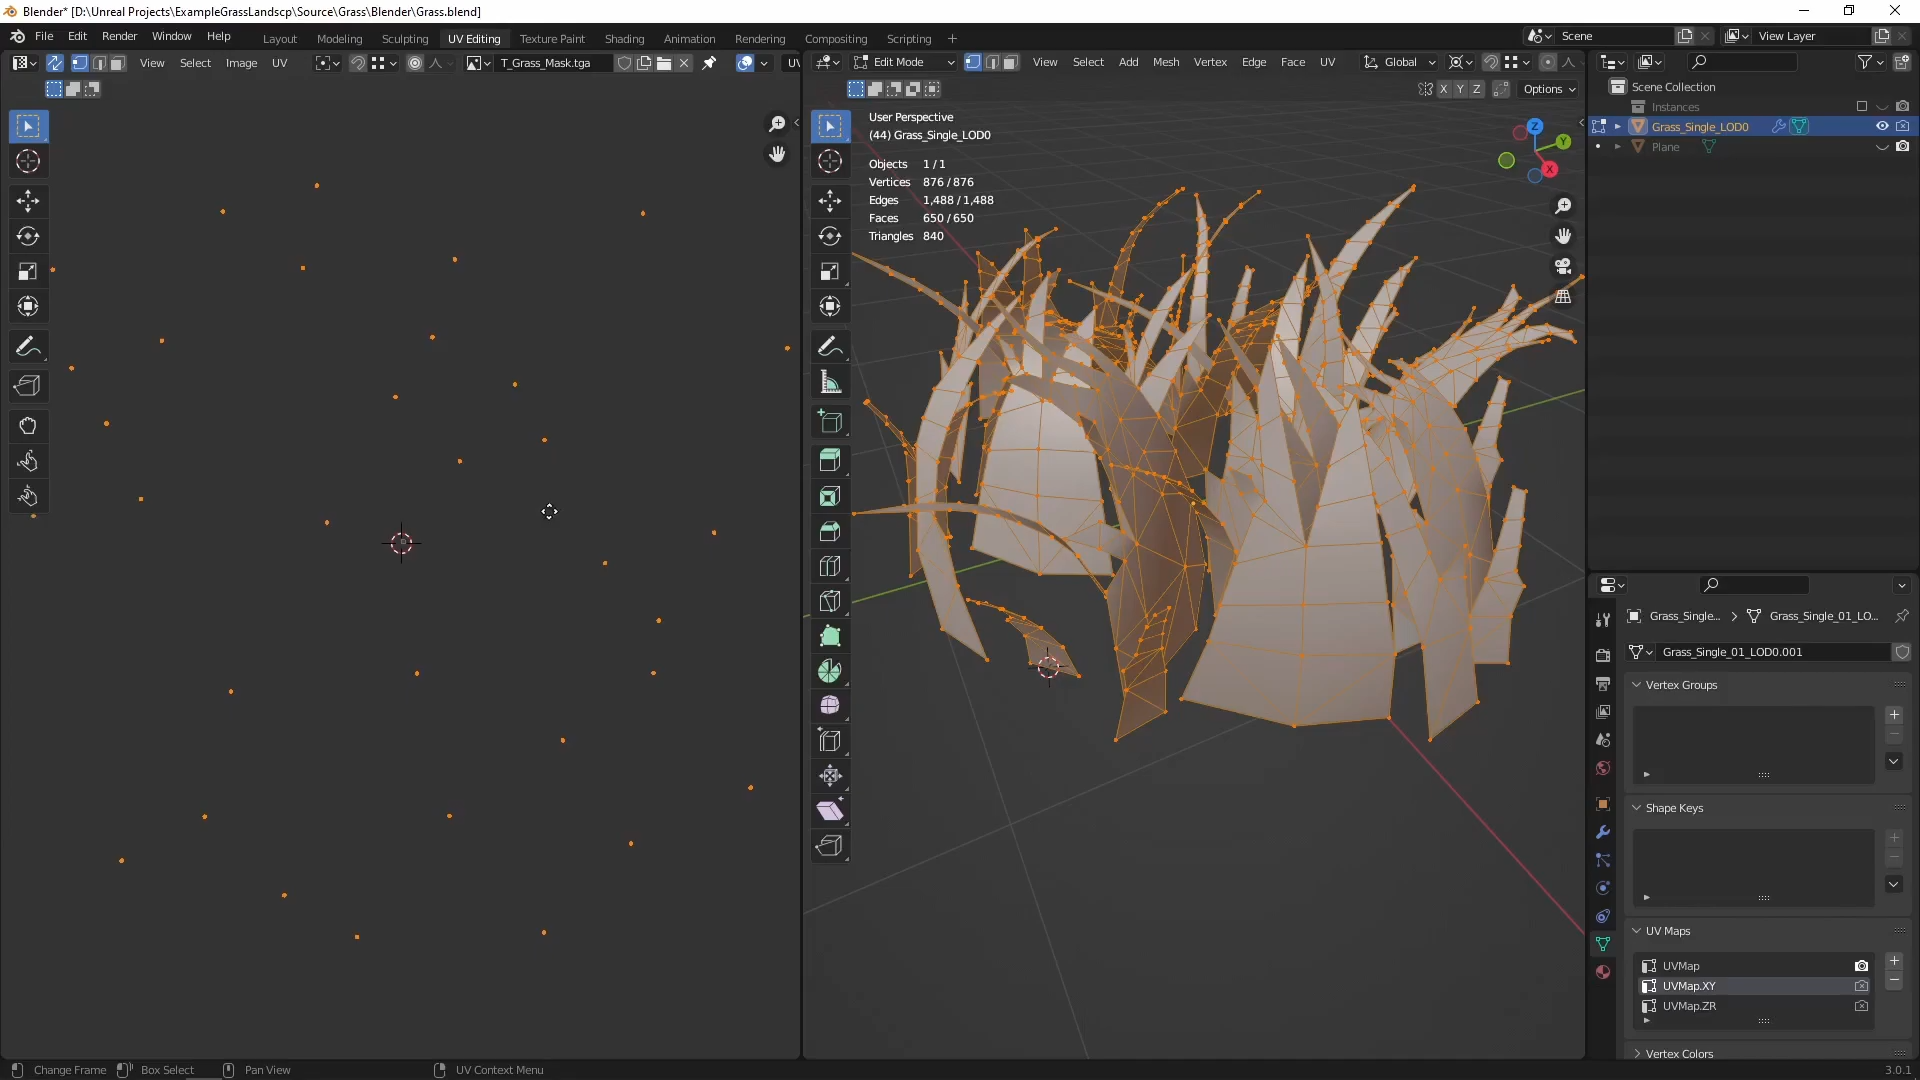 Blender* [D:\Unreal Projects\ExampleGrassLandscp\Source\Grass\Blender\Grass.blend]
File Edit Render Window Help Layout Modeling Sculpting UV Editing Texture Paint Shading Animation Rendering Compositing Scripting + Scene View Layer
View Select Image UV T_Grass_Mask.tga UV Edit Mode View Select Add Mesh Vertex Edge Face UV Global
X Y Z Options
Scene Collection
Instances
Grass_Single_LOD0
Plane
User Perspective
(44) Grass_Single_LOD0
Objects 1 / 1
Vertices 876 / 876
Edges 1,488 / 1,488
Faces 650 / 650
Triangles 840
Z
Y
X
Grass_Single... > Grass_Single_01_LO...
Grass_Single_01_LOD0.001
Vertex Groups
Shape Keys
UV Maps
UVMap
UVMap.XY
UVMap.ZR
Vertex Colors
Change Frame Box Select Pan View UV Context Menu 3.0.1